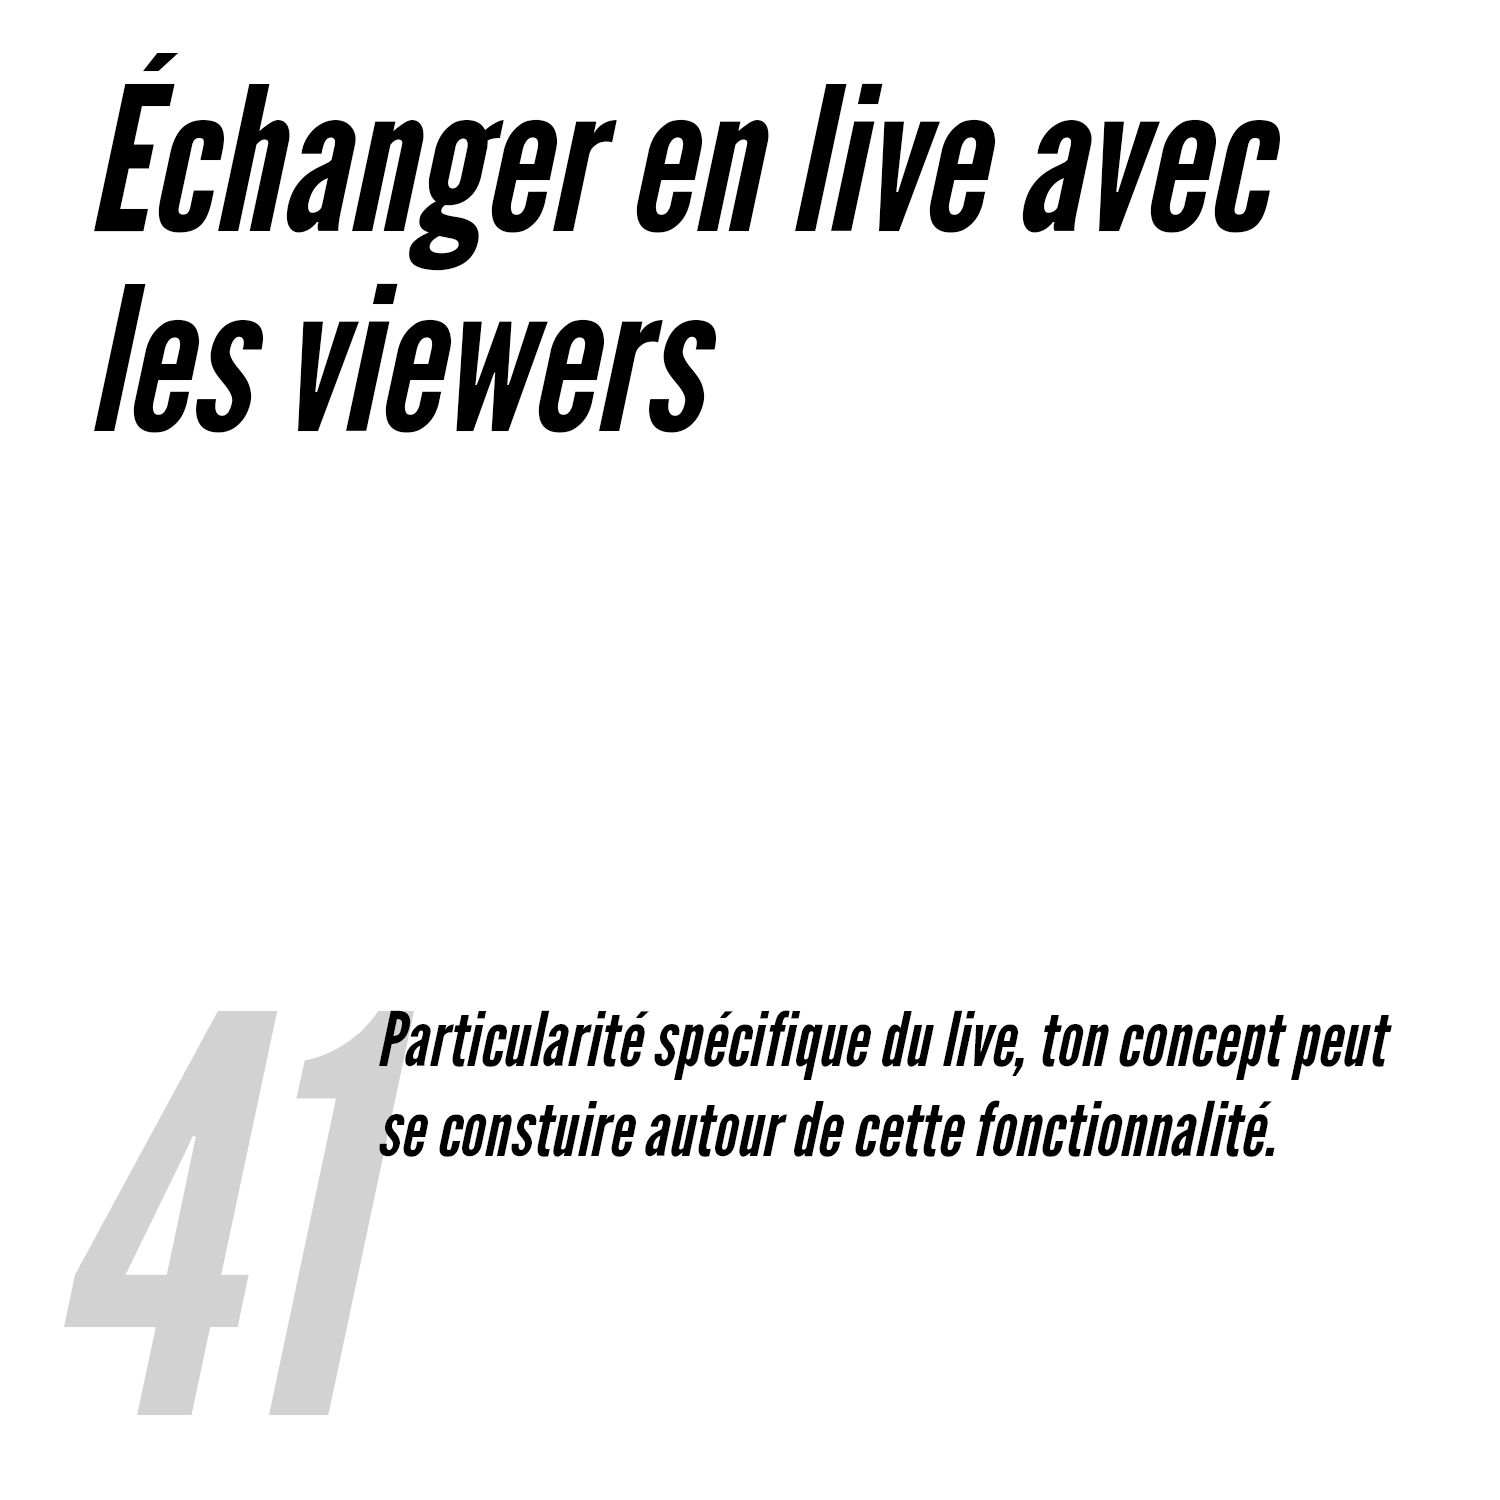 Échanger en live avec
les viewers
41
Particularité spécifique du live, ton concept peut
se constuire autour de cette fonctionnalité.